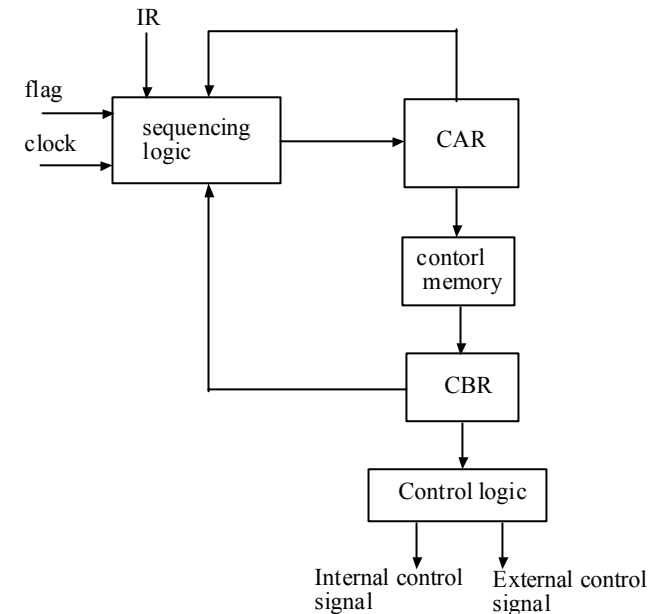 IR
flag
clock
sequencing
logic
CAR
contorl
memory
CBR
Control logic
Internal control
signal
External control
signal